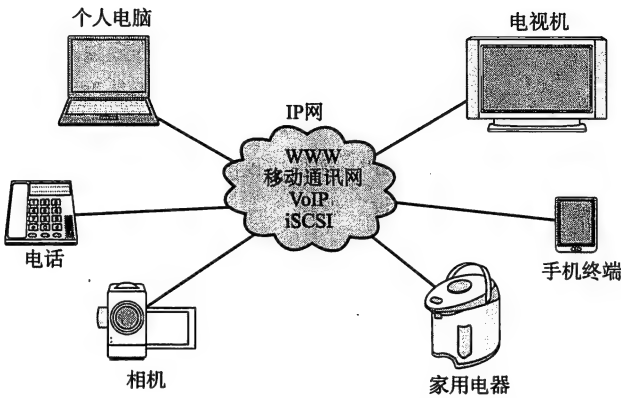 个人电脑
电视机
IP网
WWW
移动通讯网
VoIP
iSCSI
电话
手机终端
相机
家用电器